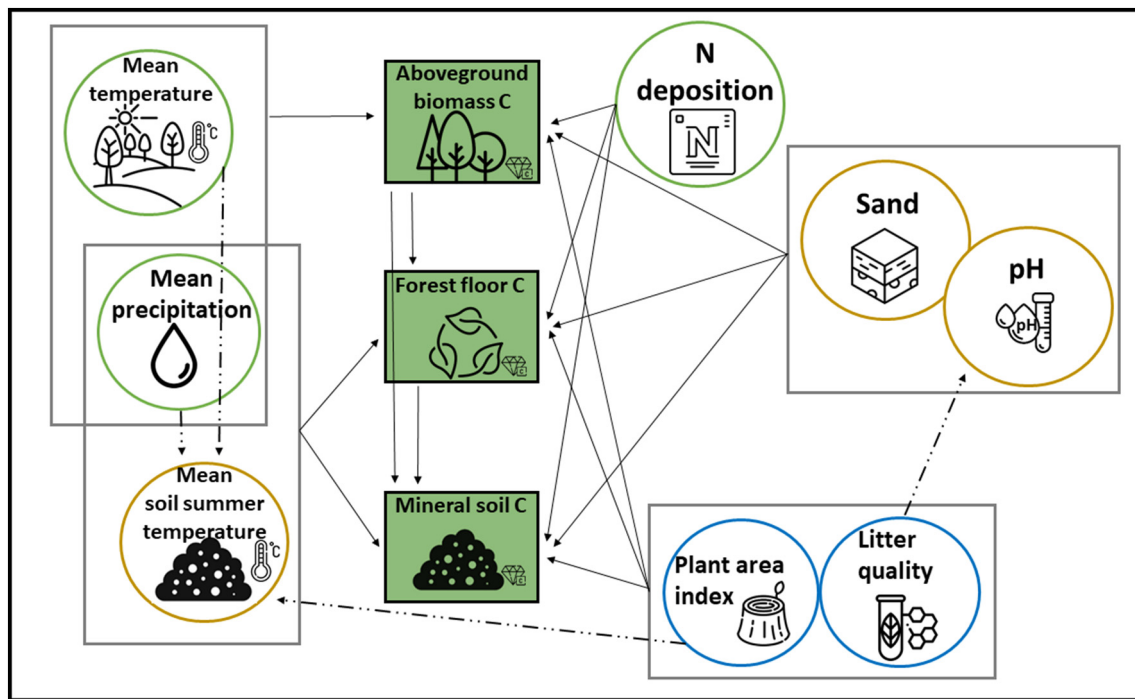 Mean
temperature
°C
Mean
precipitation
Mean
soil summer
temperature
°C
Aboveground
biomass C
C
Forest floor C
C
Mineral soil C
C
N
deposition
N
Sand
pH
pH
Plant area
index
Litter
quality